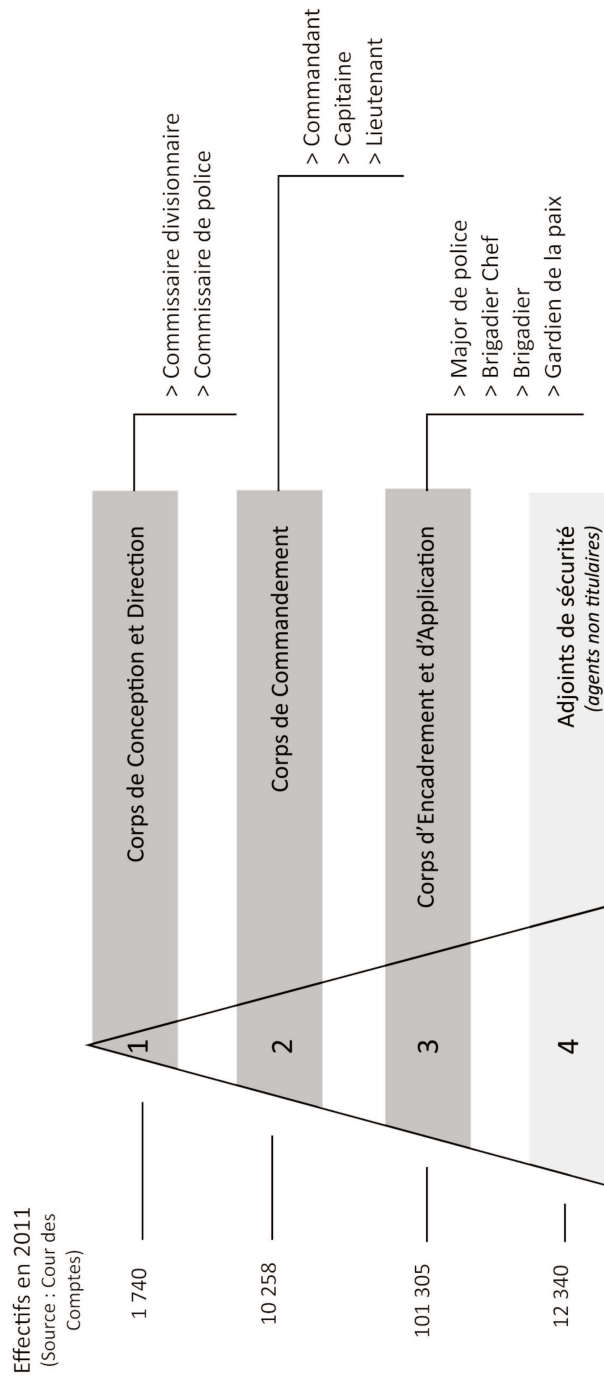 Effectifs en 2011
(Source : Cour des
Comptes)
1 740
1
Corps de Conception et Direction
> Commissaire divisionnaire
> Commissaire de police
10 258
2
Corps de Commandement
> Commandant
> Capitaine
> Lieutenant
101 305
3
Corps d'Encadrement et d'Application
> Major de police
> Brigadier Chef
> Brigadier
> Gardien de la paix
12 340
4
Adjoints de sécurité
(agents non titulaires)